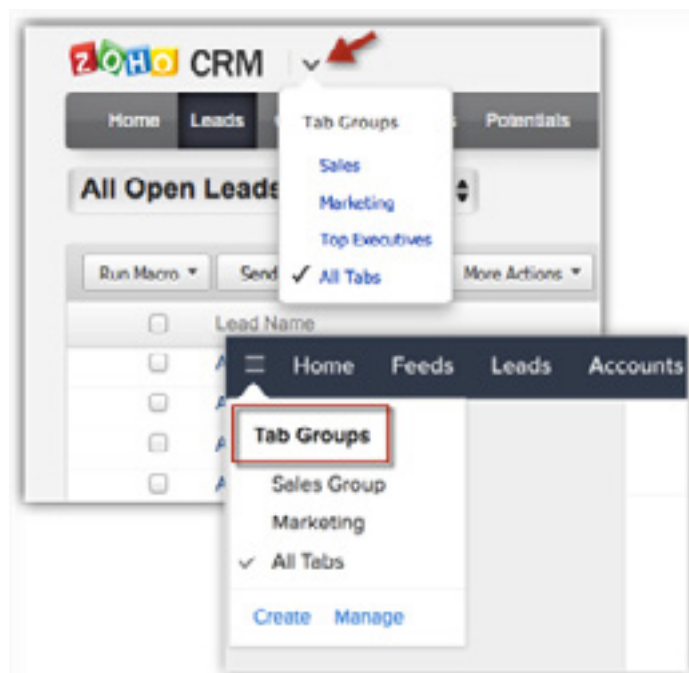 ZOHO CRM
Home Leads Potentials
Tab Groups
Sales
Marketing
Top Executives
✓ All Tabs
All Open Leads
Run Macro Send More Actions
Lead Name
Home Feeds Leads Accounts
Tab Groups
Sales Group
Marketing
✓ All Tabs
Create Manage